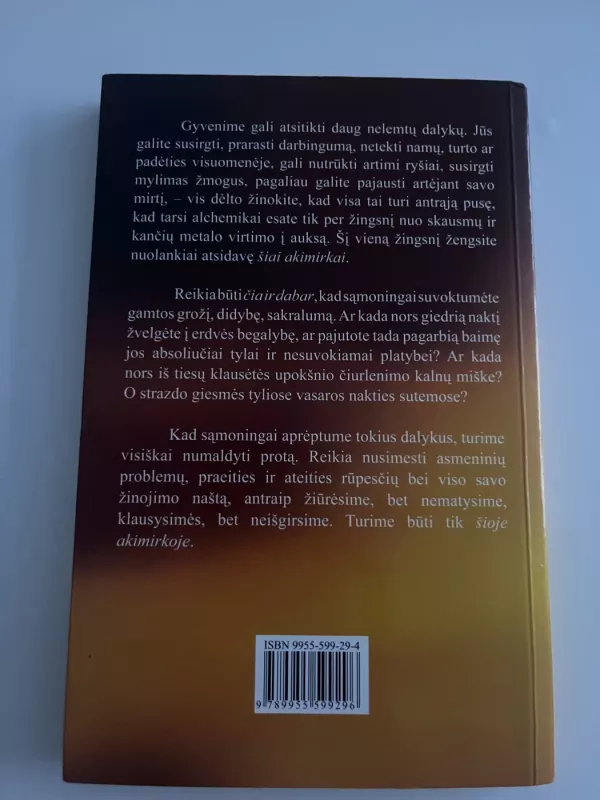 Gyvenime gali atsitikti daug nelemtų dalykų. Jūs
galite susirgti, prarasti darbingumą, netekti namų, turto ar
padėties visuomenėje, gali nutrūkti artimi ryšiai, susirgti
mylimas žmogus, pagaliau galite pajausti artėjant savo
mirtį, – vis dėlto žinokite, kad visa tai turi antrąją pusę,
kad tarsi alchemikai esate tik per žingsnį nuo skausmų ir
kančių metalo virtimo į auksą. Šį vieną žingsnį žengsite
nuolankiai atsidavę šiai akimirkai.
Reikia būti čia ir dabar, kad sąmoningai suvoktumėte
gamtos grožį, didybę, sakralumą. Ar kada nors giedrią naktį
žvelgėte į erdvės begalybę, ar pajutote tada pagarbią baimę
jos absoliučiai tylai ir nesuvokiamai platybei? Ar kada
nors iš tiesų klausėtės upokšnio čiurlenimo kalnų miške?
O strazdo giesmės tyliose vasaros nakties sutemose?
Kad sąmoningai aprėptume tokius dalykus, turime
visiškai numaldyti protą. Reikia nusimesti asmeninių
problemų, praeities ir ateities rūpesčių bei viso savo
žinojimo naštą, antraip žiūrėsime, bet nematysime,
klausysimės, bet neišgirsime. Turime būti tik šioje
akimirkoje.
ISBN 9955-599-29-4
9 789955 599296